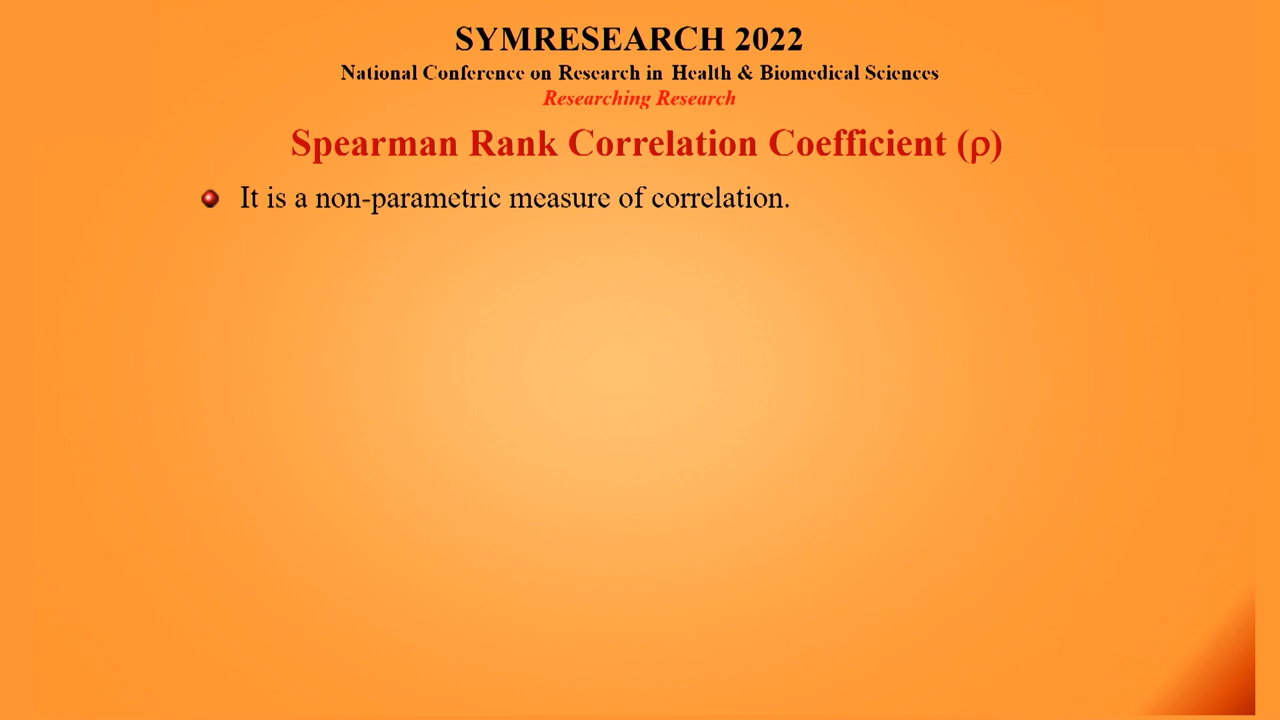 SYMRESEARCH 2022
National Conference on Research in Health & Biomedical Sciences
Researching Research
Spearman Rank Correlation Coefficient (ρ)
It is a non-parametric measure of correlation.